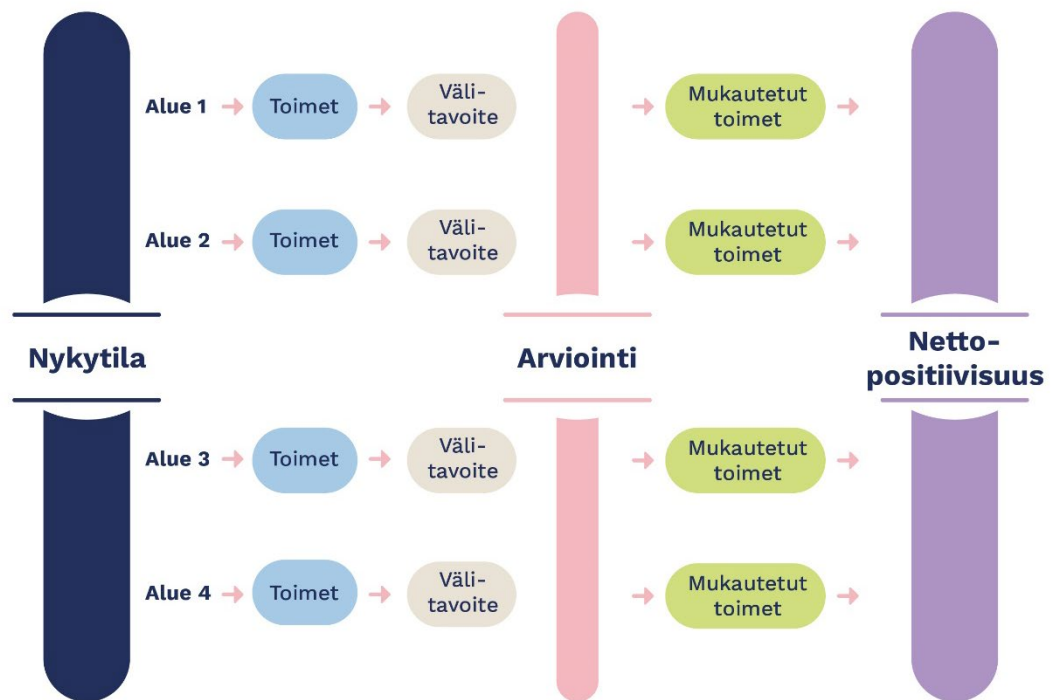 Alue 1
Toimet
Väli-
tavoite
Mukautetut
toimet
Alue 2
Toimet
Väli-
tavoite
Mukautetut
toimet
Nykytila
Arviointi
Netto-
positiivisuus
Alue 3
Toimet
Väli-
tavoite
Mukautetut
toimet
Alue 4
Toimet
Väli-
tavoite
Mukautetut
toimet